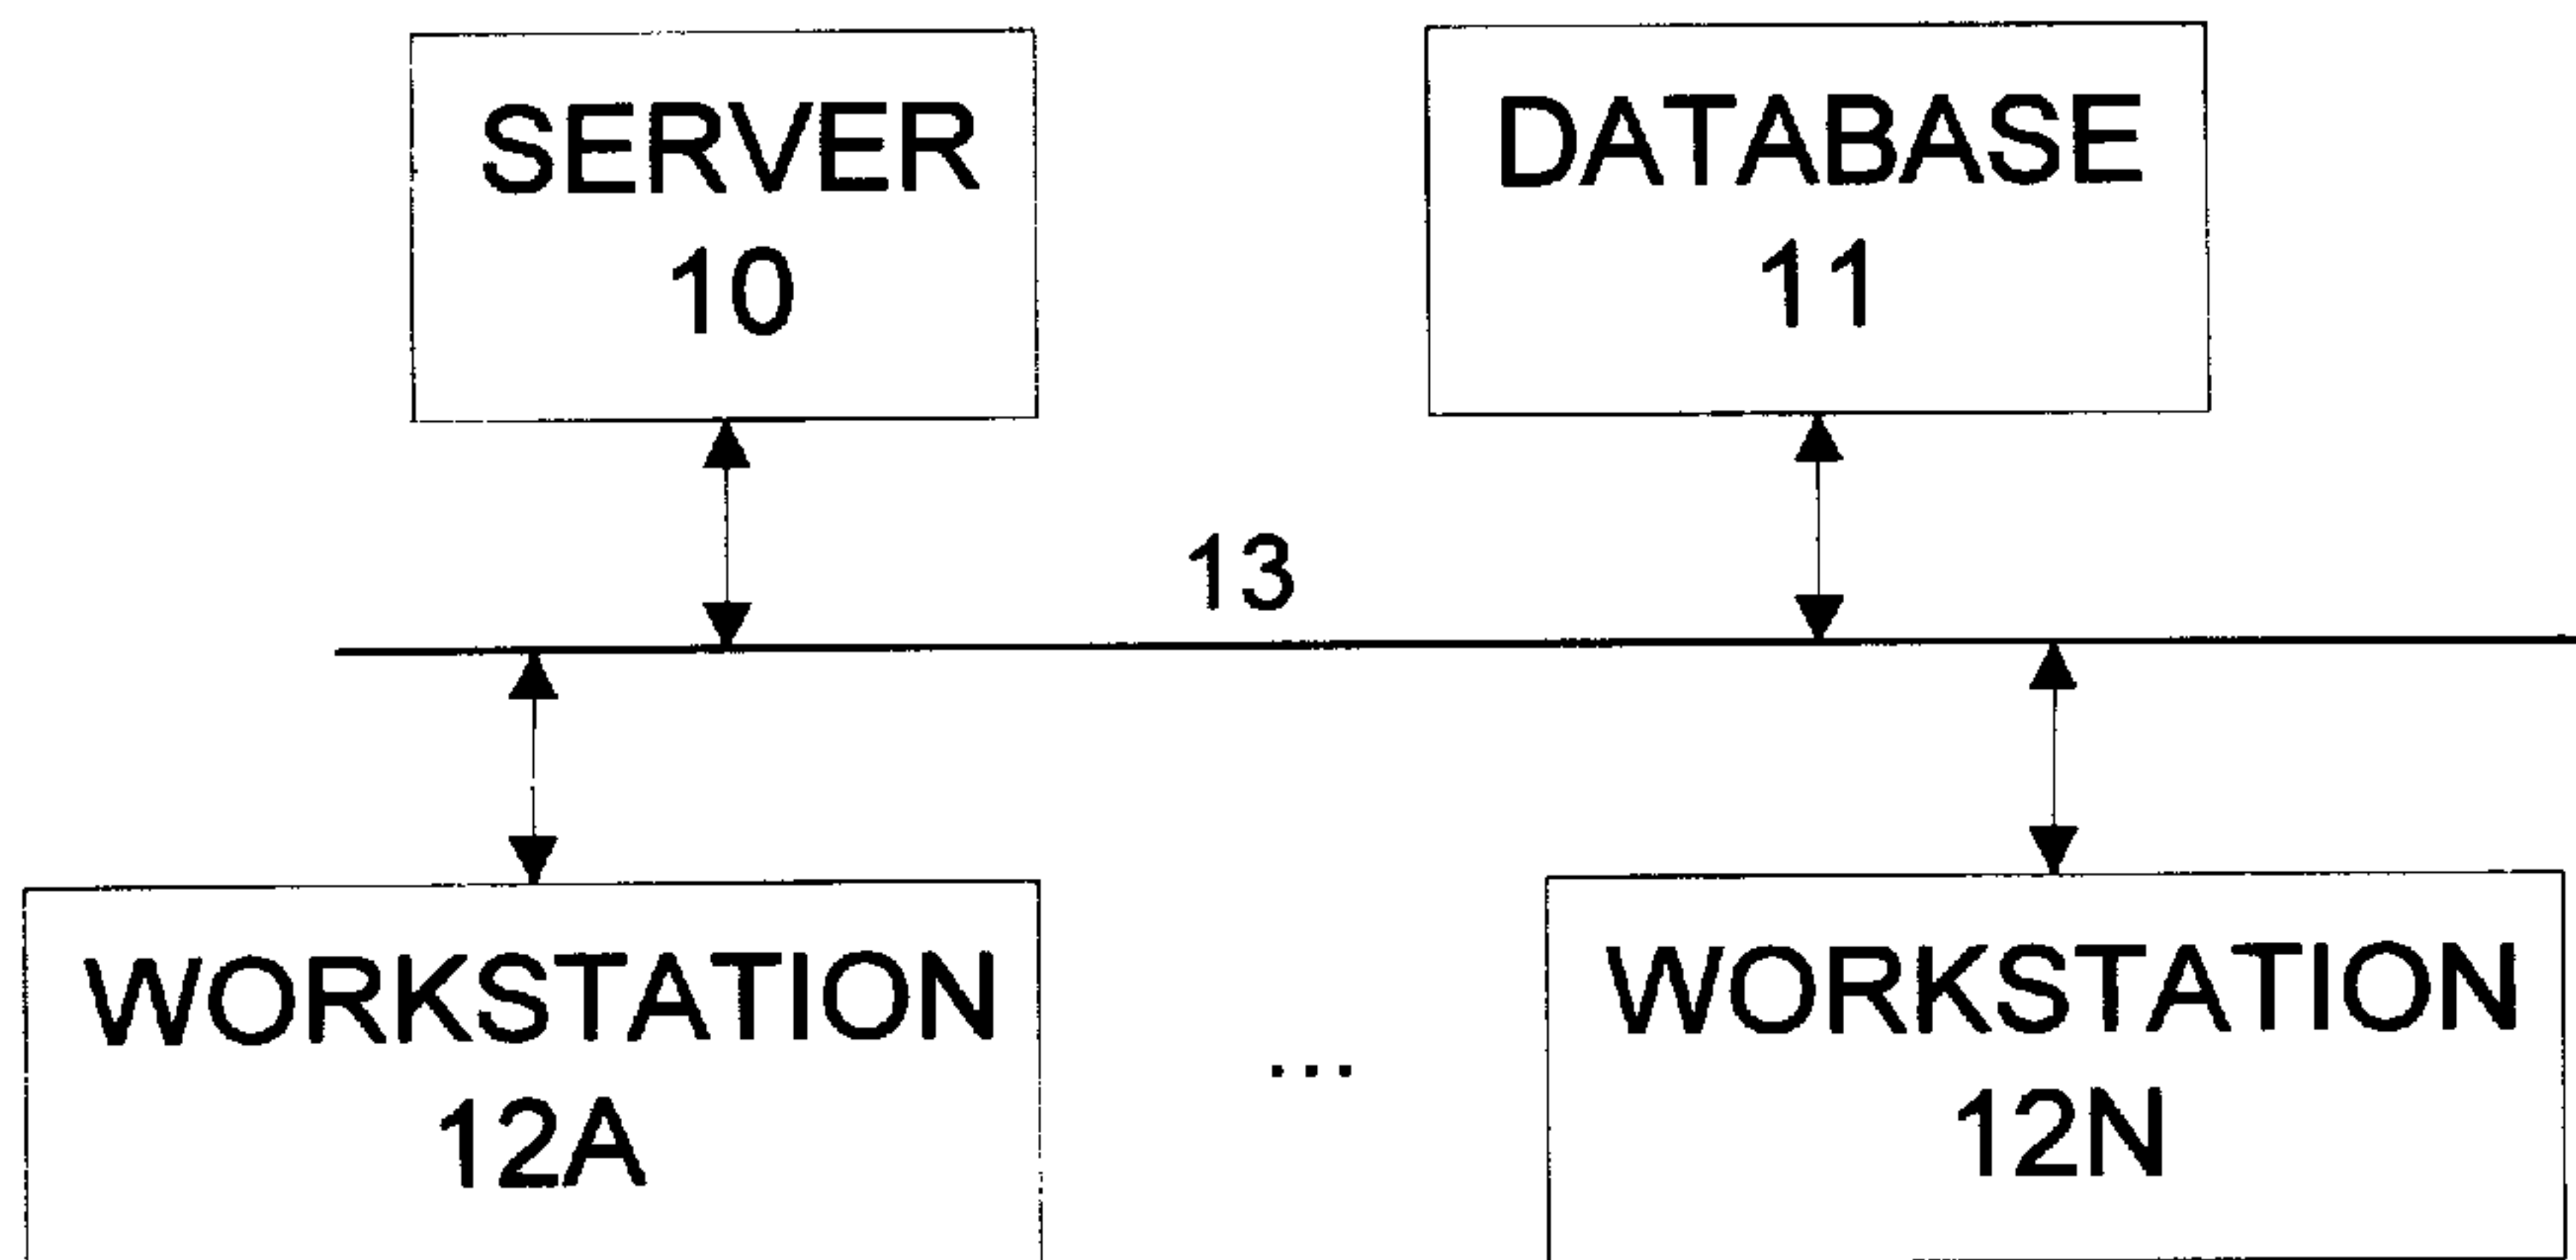 SERVER
10
DATABASE
11
13
WORKSTATION
12A
...
WORKSTATION
12N